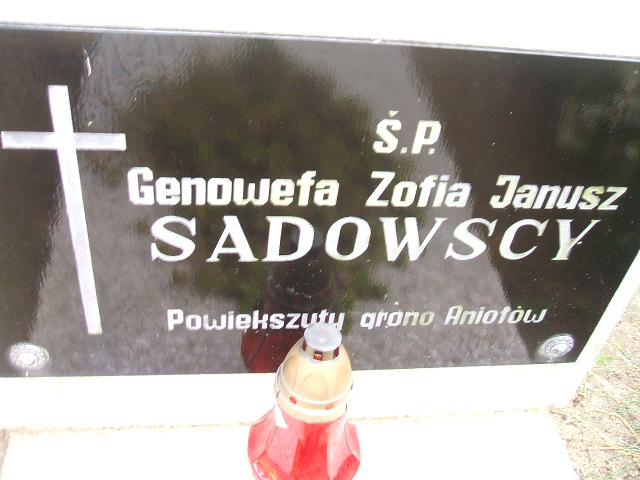 Ś.P.
Genowefa Zofia Janusz
SADOWSCY
Powiększyły grono Aniołów